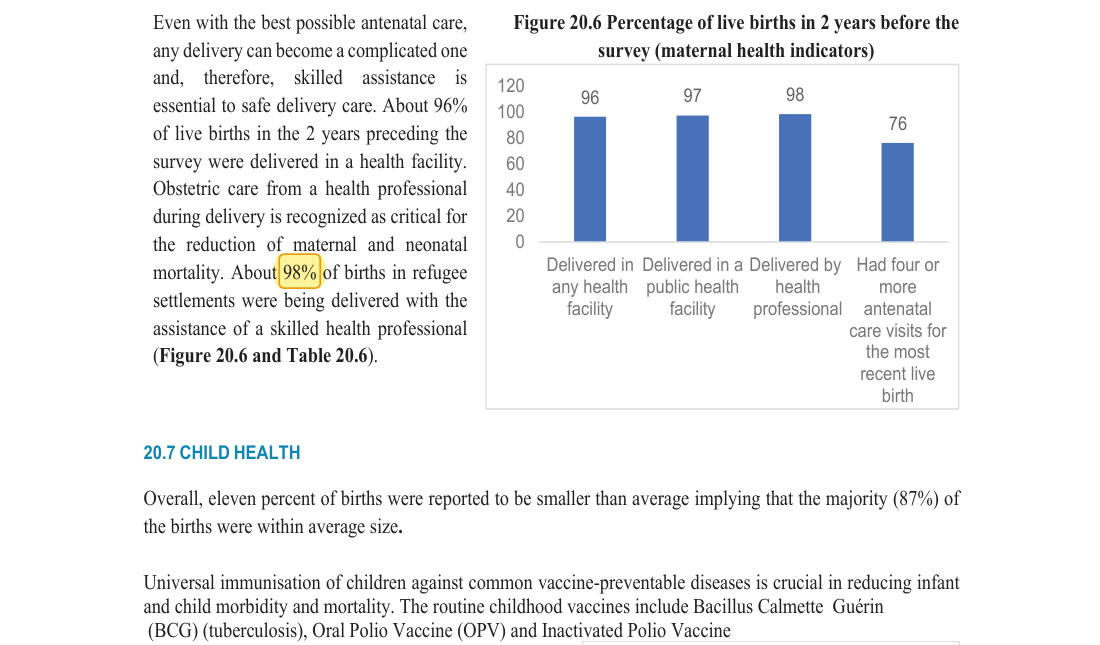 Even with the best possible antenatal care,
any delivery can become a complicated one
and, therefore, skilled assistance is
essential to safe delivery care. About 96%
of live births in the 2 years preceding the
survey were delivered in a health facility.
Obstetric care from a health professional
during delivery is recognized as critical for
the reduction of maternal and neonatal
mortality. About 98% of births in refugee
settlements were being delivered with the
assistance of a skilled health professional
(Figure 20.6 and Table 20.6).
Figure 20.6 Percentage of live births in 2 years before the
survey (maternal health indicators)
120
100
80
60
40
20
0
96
97
98
76
Delivered in
any health
facility
Delivered in a
public health
facility
Delivered by
health
professional
Had four or
more
antenatal
care visits for
the most
recent live
birth
20.7 CHILD HEALTH
Overall, eleven percent of births were reported to be smaller than average implying that the majority (87%) of
the births were within average size.
Universal immunisation of children against common vaccine-preventable diseases is crucial in reducing infant
and child morbidity and mortality. The routine childhood vaccines include Bacillus Calmette Guérin
(BCG) (tuberculosis), Oral Polio Vaccine (OPV) and Inactivated Polio Vaccine